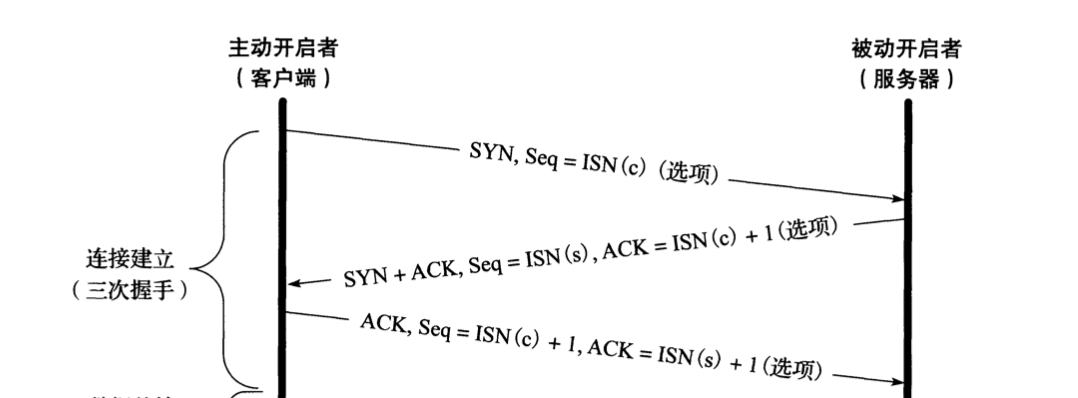 主动开启者
（客户端）
被动开启者
（服务器）
SYN, Seq = ISN(c) (选项)
SYN + ACK, Seq = ISN(s), ACK = ISN(c) + 1(选项)
连接建立
（三次握手）
ACK, Seq = ISN(c) + 1, ACK = ISN(s) + 1(选项)